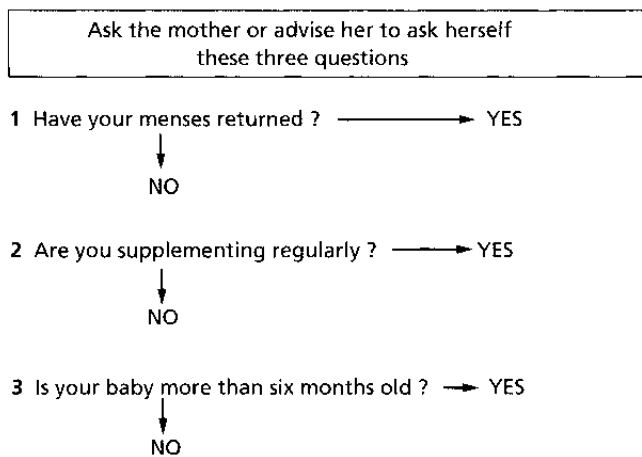 Ask the mother or advise her to ask herself
these three questions
1 Have your menses returned ? YES
NO
2 Are you supplementing regularly ? YES
NO
3 Is your baby more than six months old ? YES
NO